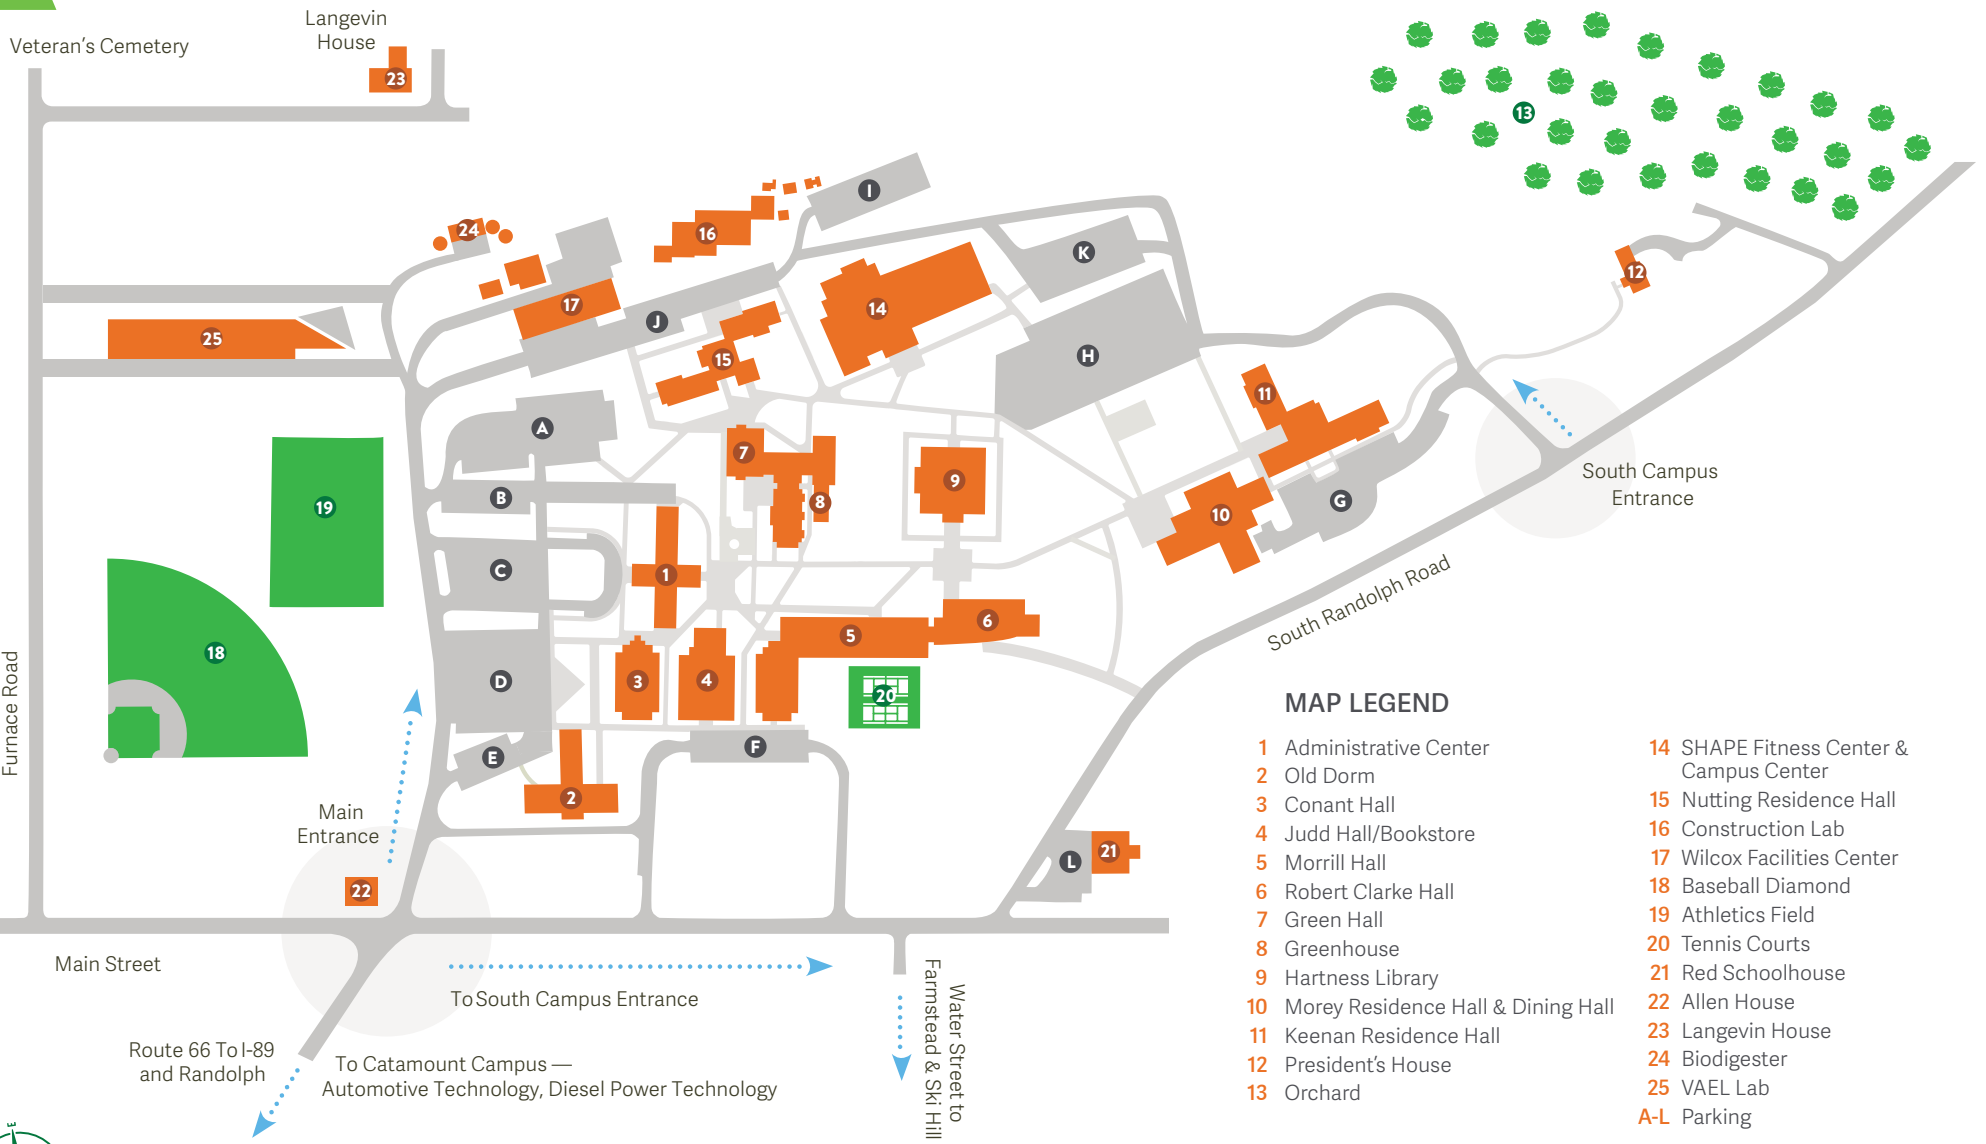 Langevin
House
Veteran's Cemetery
23
13
I
24
16
K
12
17
14
J
25
15
H
11
A
7
9
B
8
G
10
19
South Campus
Entrance
C
1
South Randolph Road
6
5
18
3
4
D
20
Furnace Road
F
E
2
Main
Entrance
L
21
22
Main Street
To South Campus Entrance
Water Street to
Farmstead & Ski Hill
Route 66 To I-89
and Randolph
To Catamount Campus —
Automotive Technology, Diesel Power Technology
E
MAP LEGEND
1 Administrative Center
2 Old Dorm
3 Conant Hall
4 Judd Hall/Bookstore
5 Morrill Hall
6 Robert Clarke Hall
7 Green Hall
8 Greenhouse
9 Hartness Library
10 Morey Residence Hall & Dining Hall
11 Keenan Residence Hall
12 President's House
13 Orchard
14 SHAPE Fitness Center &
Campus Center
15 Nutting Residence Hall
16 Construction Lab
17 Wilcox Facilities Center
18 Baseball Diamond
19 Athletics Field
20 Tennis Courts
21 Red Schoolhouse
22 Allen House
23 Langevin House
24 Biodigester
25 VAEL Lab
A-L Parking